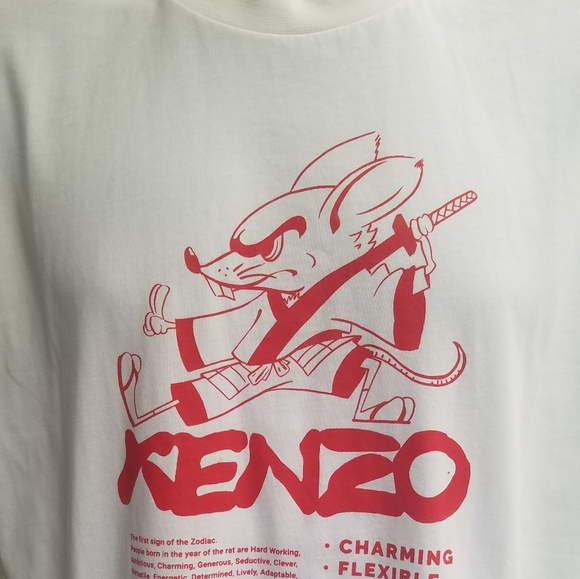 KENZO
The first sign of the Zodiac.
People born in the year of the rat are Hard Working,
Ambitious, Charming, Generous, Seductive, Clever,
Versatile, Energetic, Determined, Lively, Adaptable,
• CHARMING
• FLEXIBLE